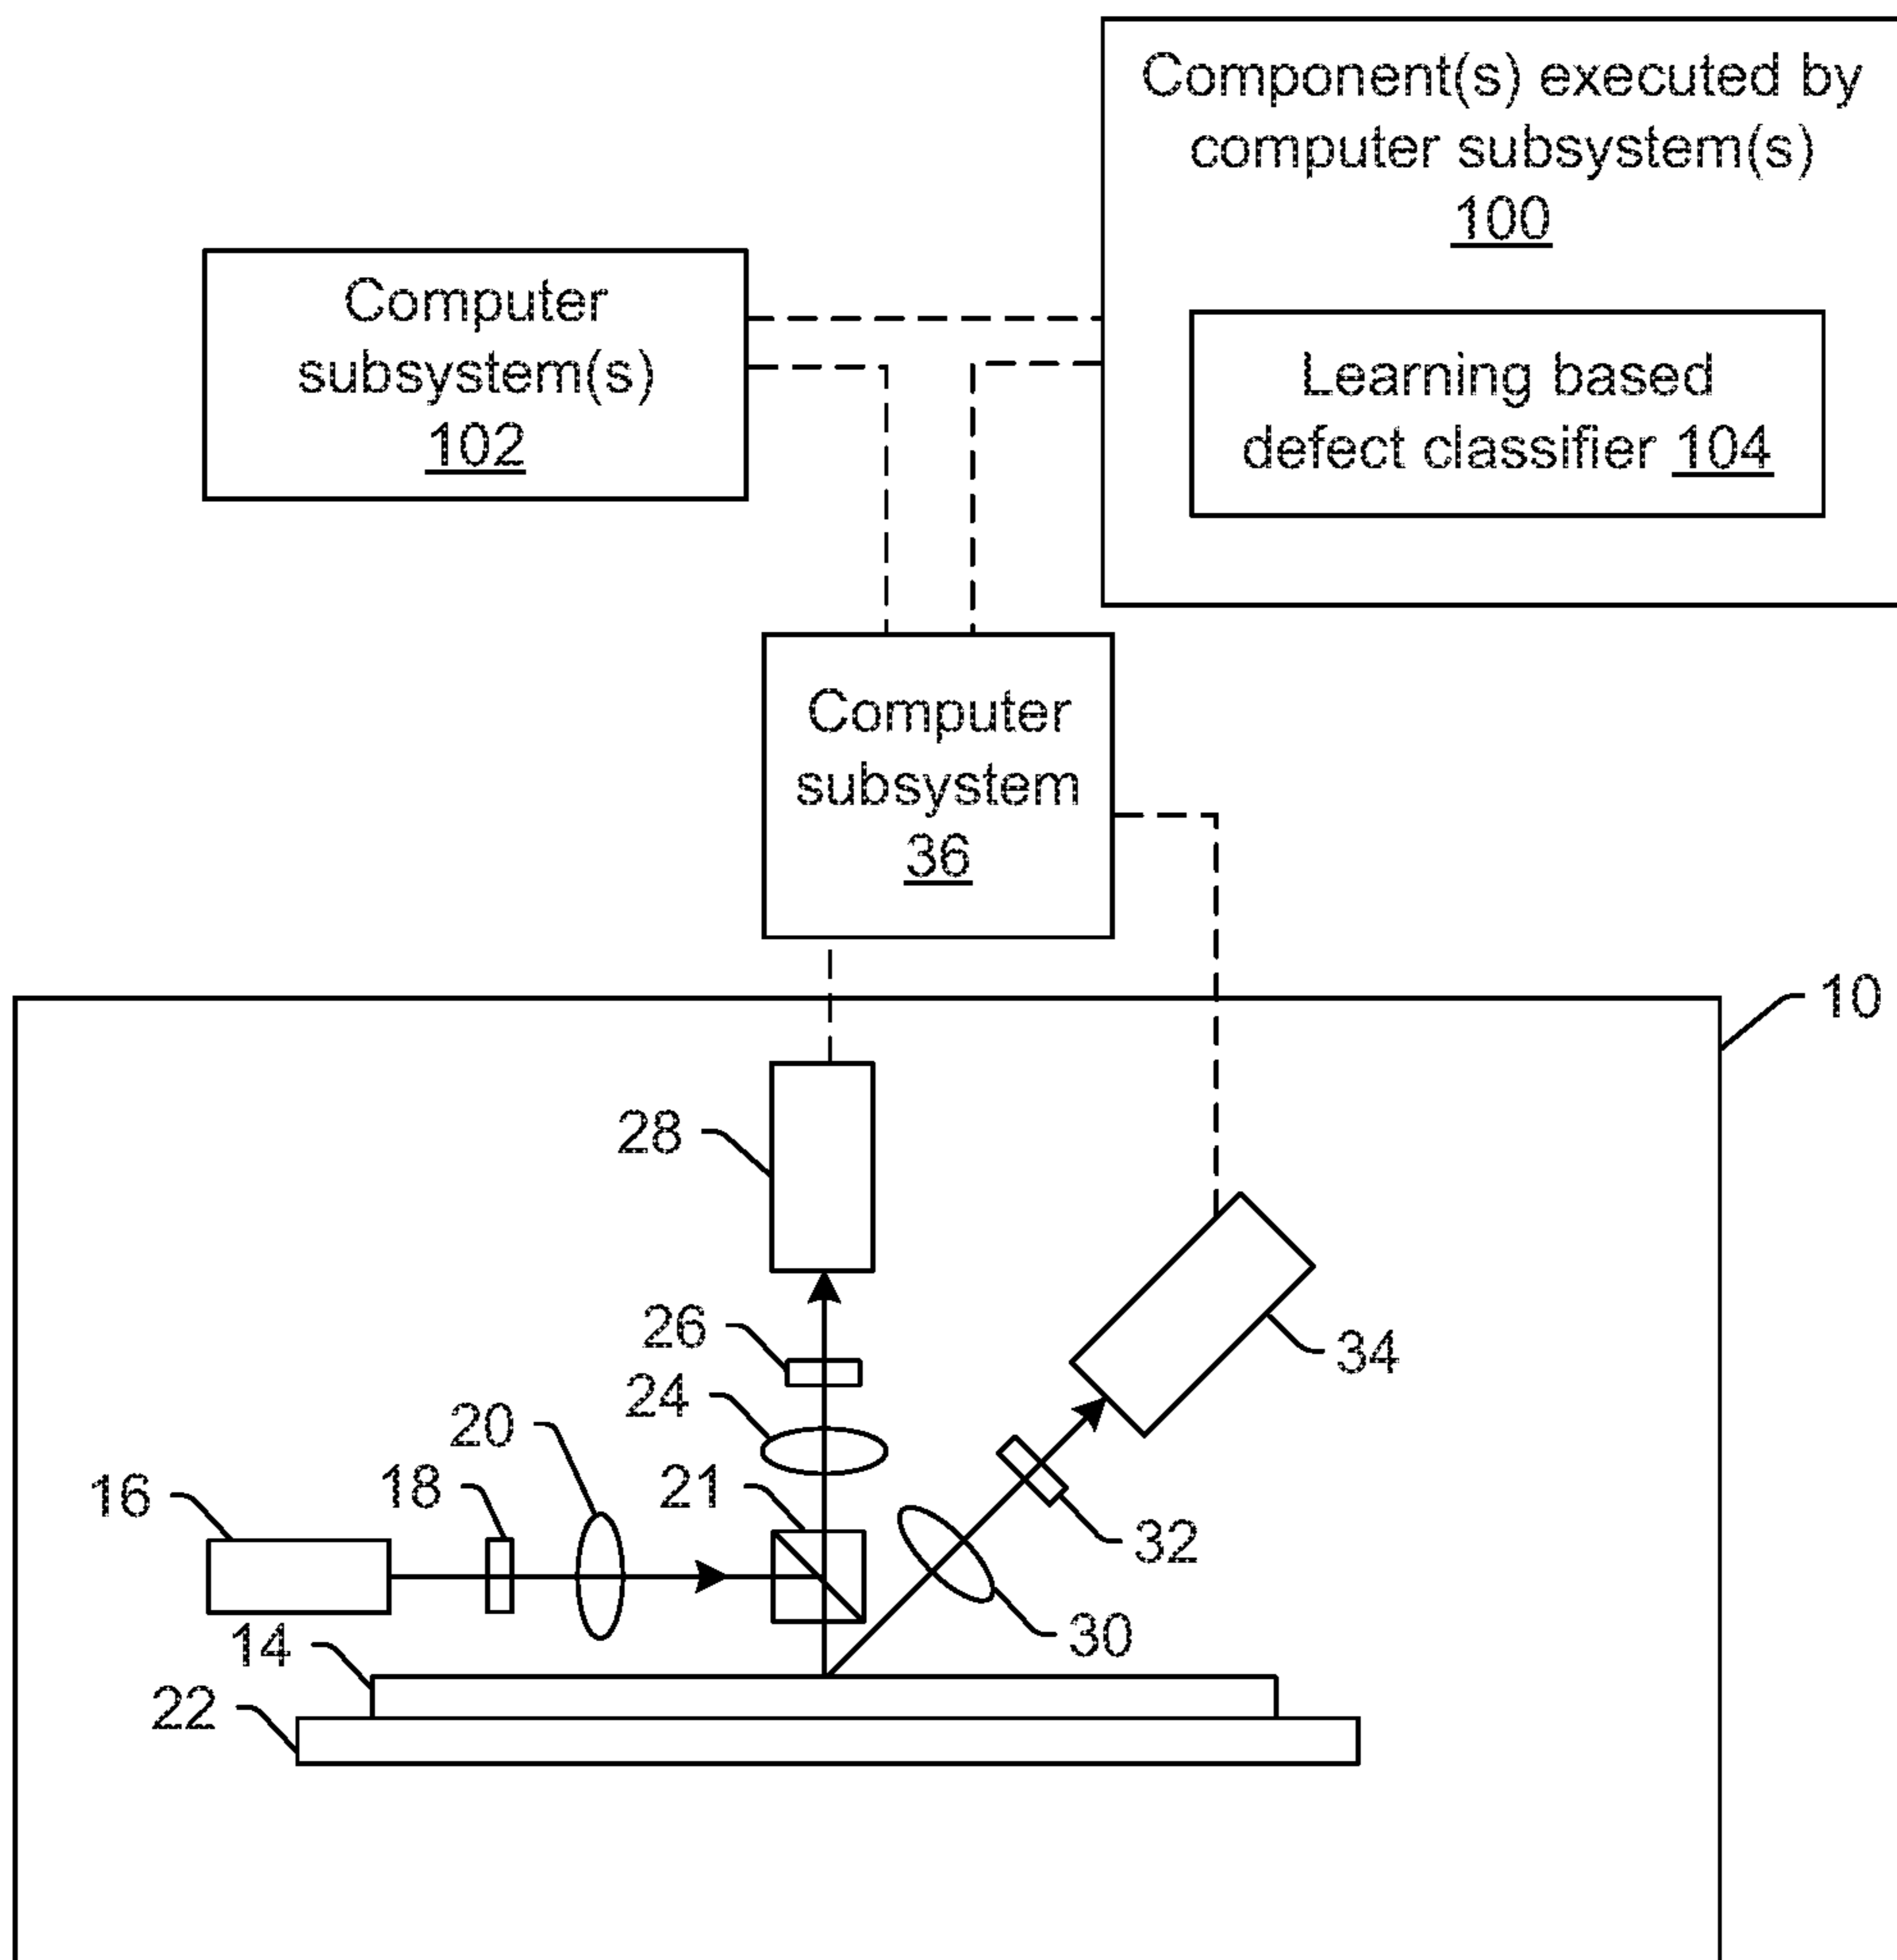 Component(s) executed by
computer subsystem(s)
100
Computer
subsystem(s)
102
Learning based
defect classifier 104
Computer
subsystem
36
10
28
26
34
24
20
21
18
16
32
30
14
22